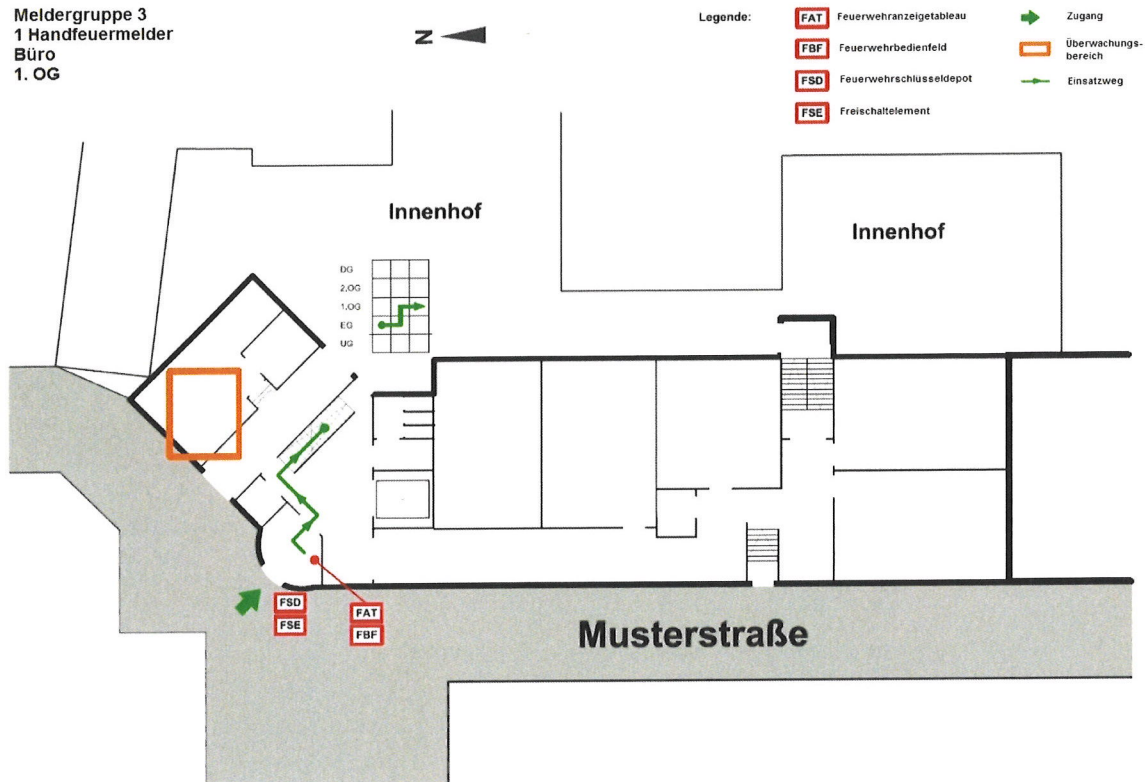 Meldergruppe 3
1 Handfeuermelder
Büro
1. OG
N
Legende:
FAT Feuerwehranzeigetableau
FBF Feuerwehrbedienfeld
FSD Feuerwehrschlüsseldepot
FSE Freischaltelement
Zugang
Überwachungs-
bereich
Einsatzweg
Innenhof
Innenhof
DG
2.OG
1.OG
EG
UG
FSD
FSE
FAT
FBF
Musterstraße